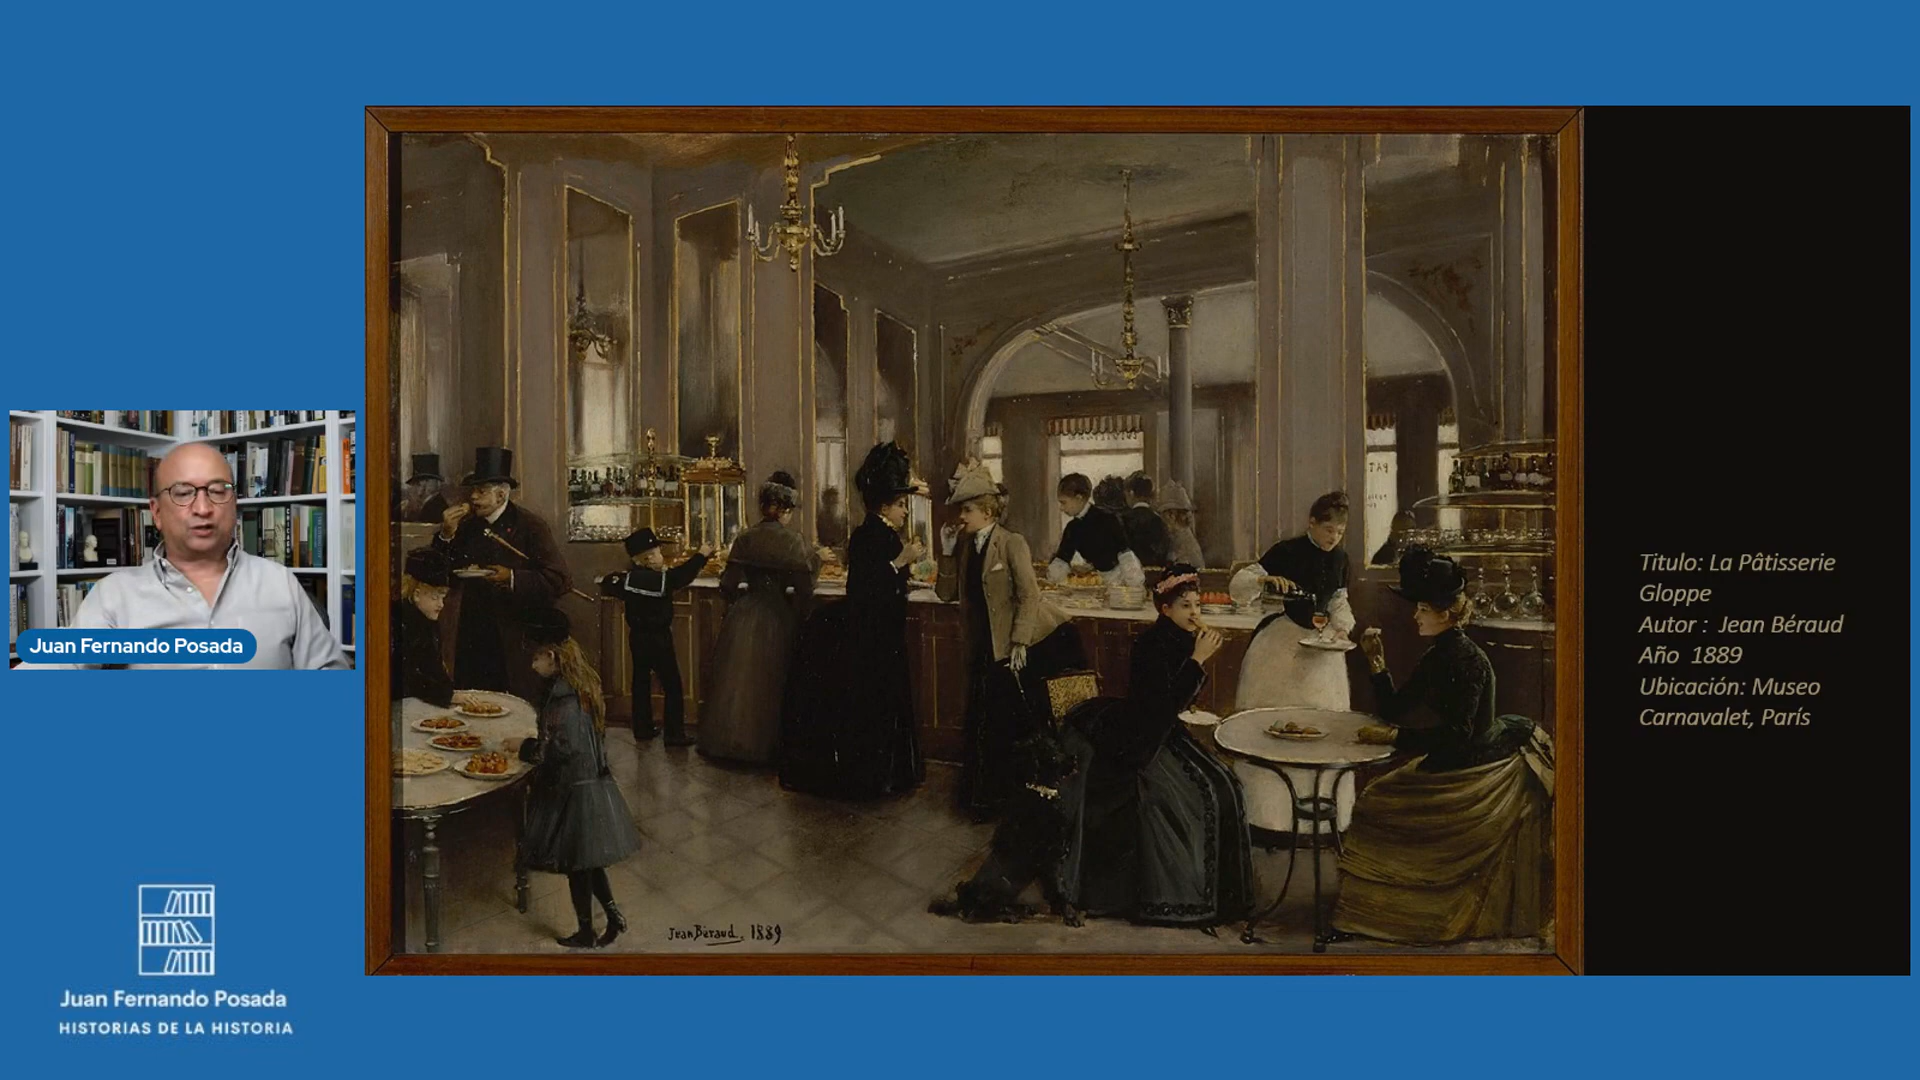 Juan Fernando Posada
Juan Fernando Posada
HISTORIAS DE LA HISTORIA
Jean Béraud. 1889
Titulo: La Pâtisserie
Gloppe
Autor : Jean Béraud
Año 1889
Ubicación: Museo
Carnavalet, París